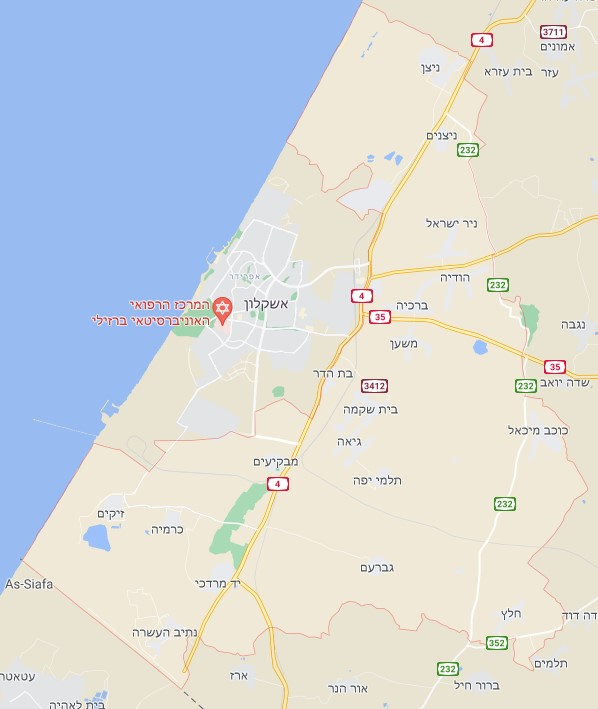 4
3711
אמונים
ניצן
בית עזרא
עזר
ניצנים
232
ניר ישראל
אפרידר
הודיה
232
4
אשקלון
המרכז הרפואי
האוניברסיטאי ברזילי
ברכיה
35
נגבה
משען
35
בת הדר
3412
232
שדה יואב
בית שקמה
כוכב מיכאל
גיאה
מבקיעים
תלמי יפה
4
232
זיקים
כרמיה
גברעם
As-Siafa
יד מרדכי
חלץ
דה דוד
נתיב העשרה
352
232
תלמים
ארז
עטאטרה
אור הנר
ברור חיל
בית לאהיה